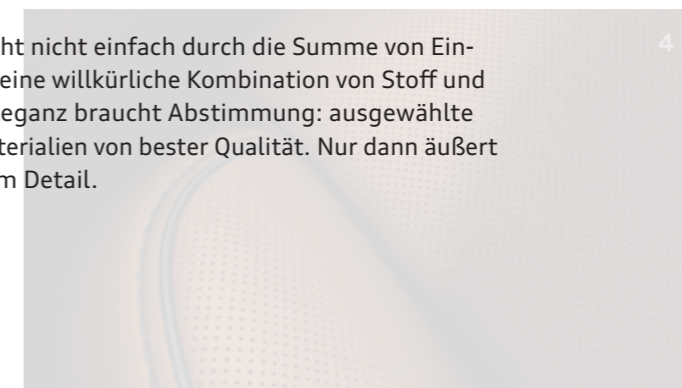 ht nicht einfach durch die Summe von Ein-
eine willkürliche Kombination von Stoff und
eganz braucht Abstimmung: ausgewählte
terialien von bester Qualität. Nur dann äußert
m Detail.
4